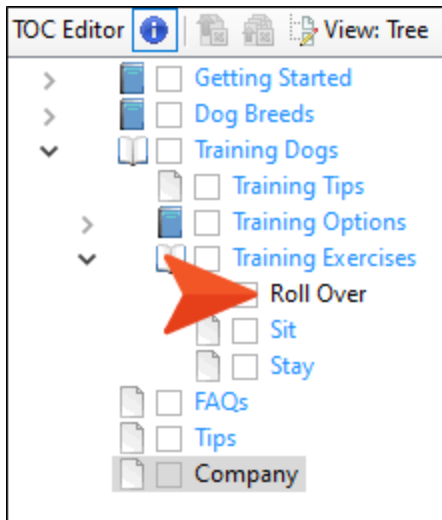 TOC Editor View: Tree
Getting Started
Dog Breeds
Training Dogs
Training Tips
Training Options
Training Exercises
Roll Over
Sit
Stay
FAQs
Tips
Company